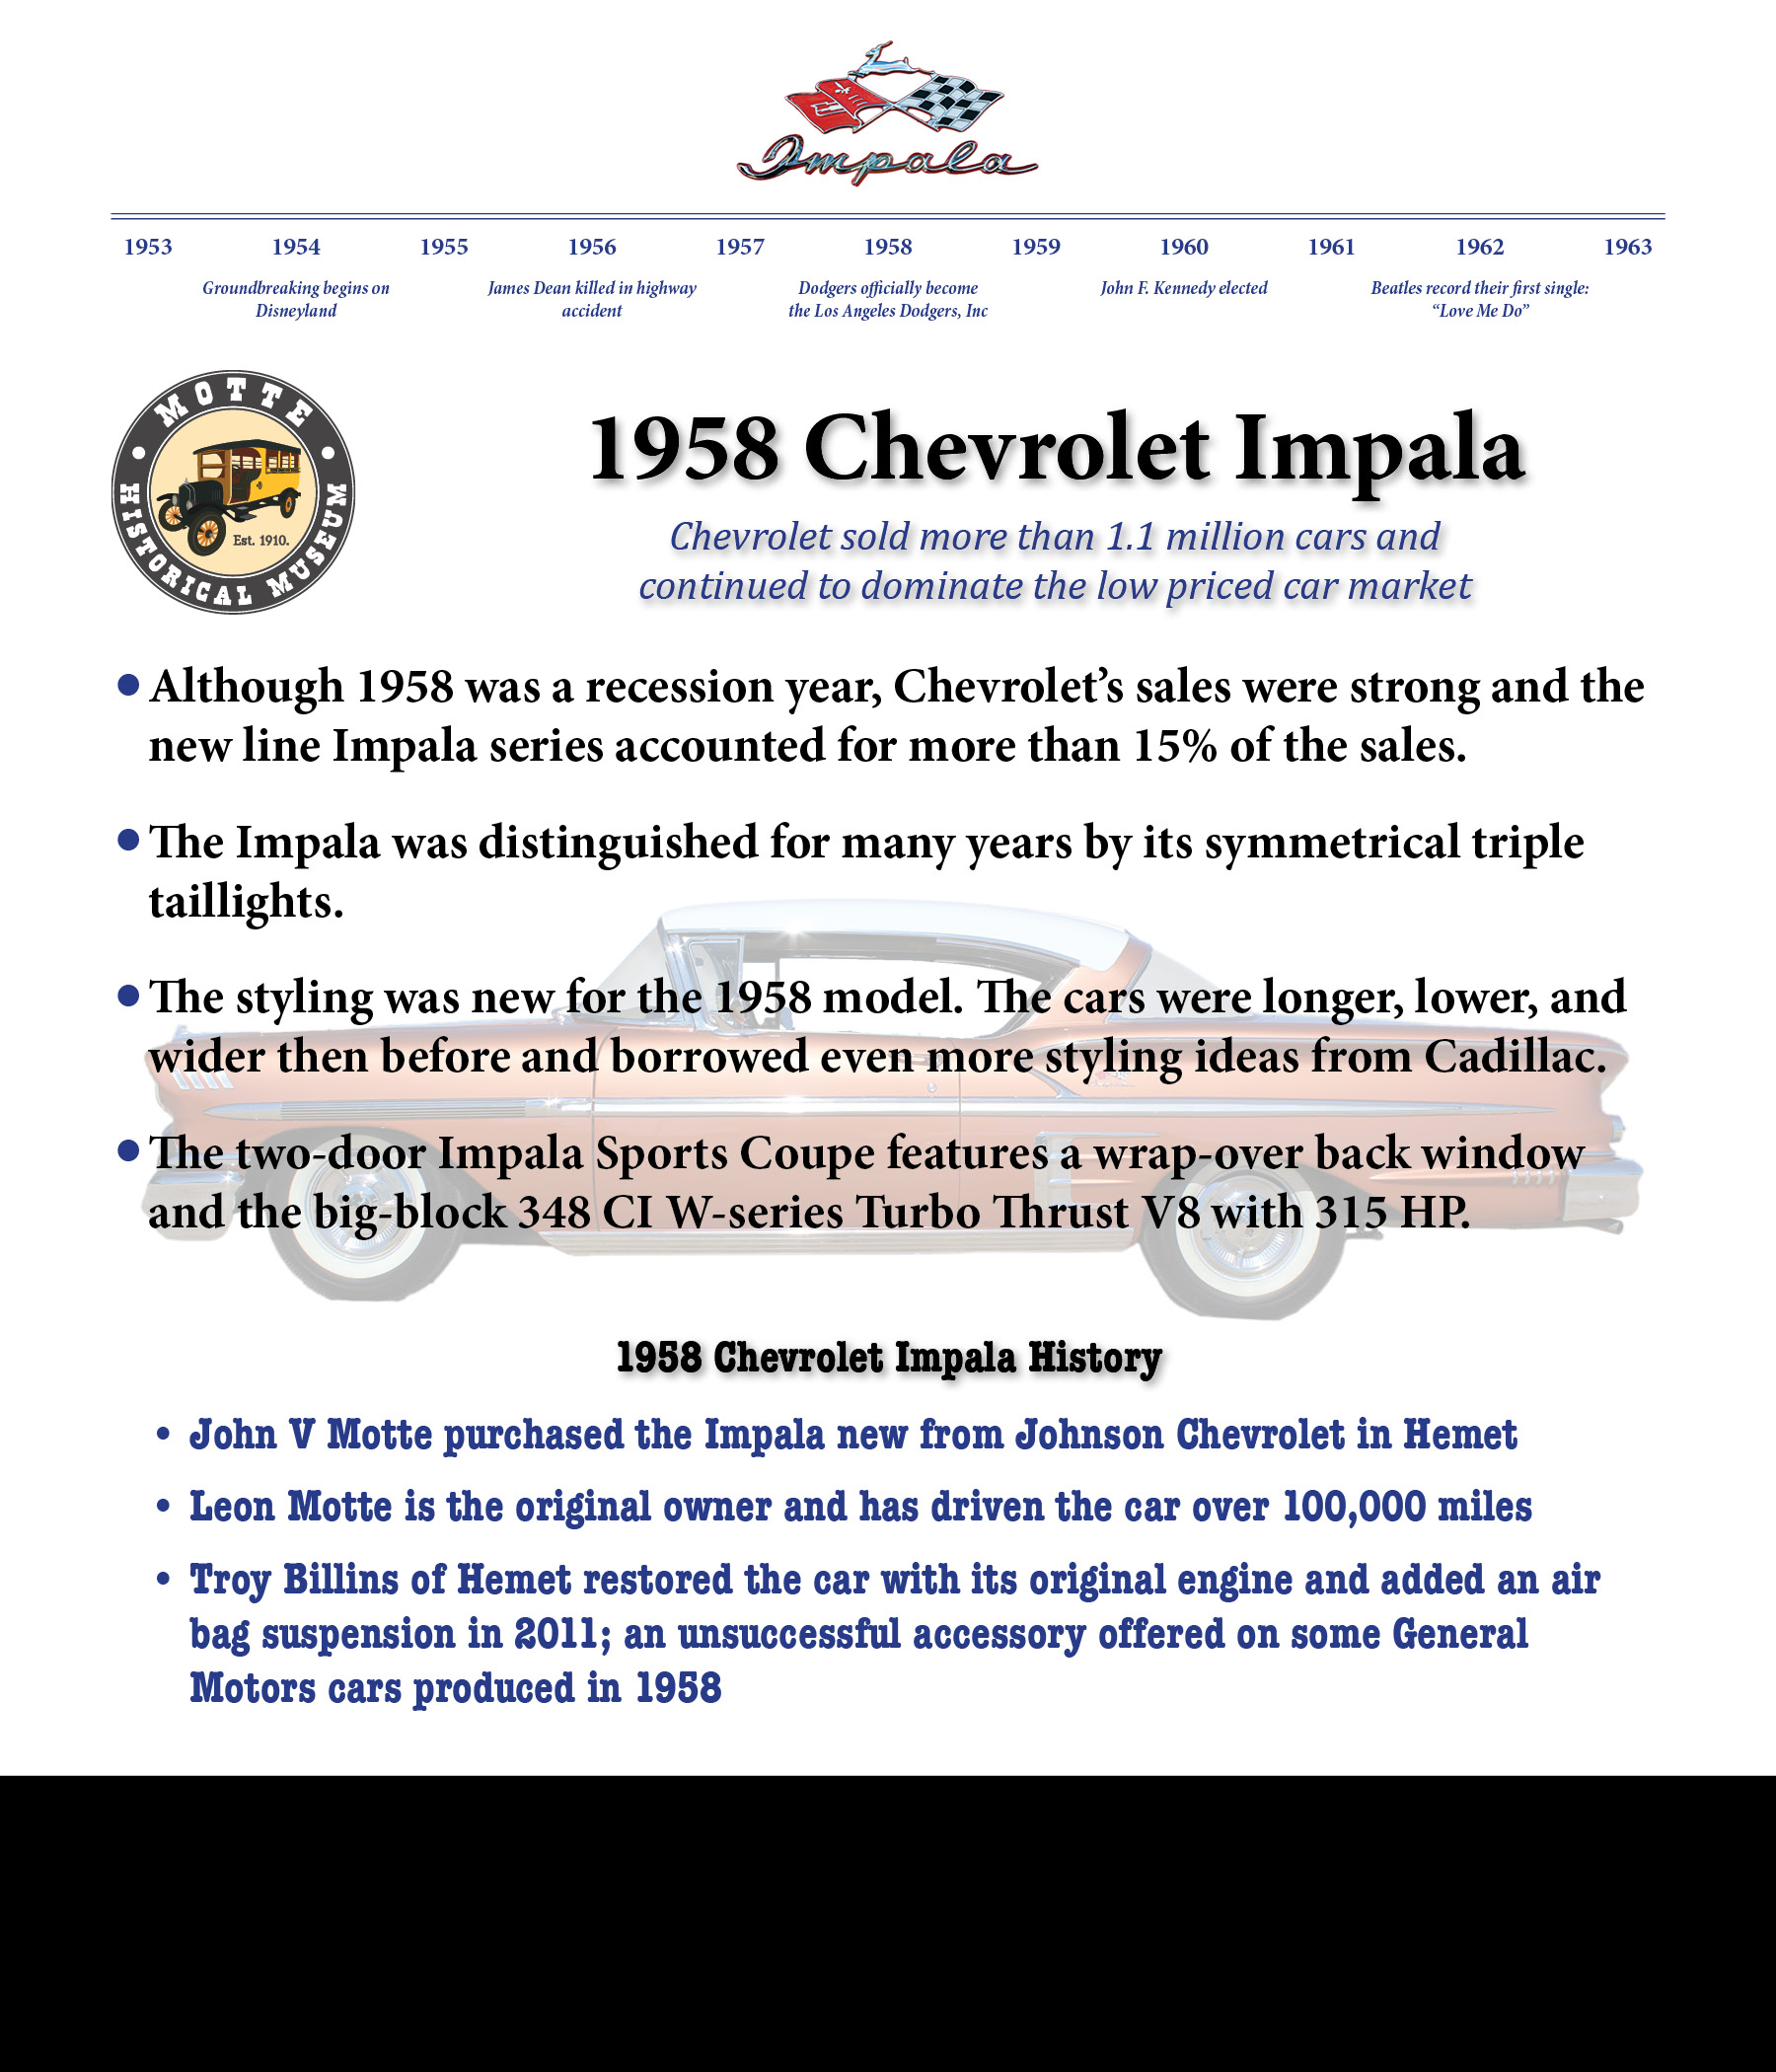 Impala
1953 1954 1955 1956 1957 1958 1959 1960 1961 1962 1963
Groundbreaking begins on
Disneyland
James Dean killed in highway
accident
Dodgers officially become
the Los Angeles Dodgers, Inc
John F. Kennedy elected
Beatles record their first single:
“Love Me Do”
MOTTE
HISTORICAL MUSEUM
Est. 1910.
1958 Chevrolet Impala
Chevrolet sold more than 1.1 million cars and
continued to dominate the low priced car market
• Although 1958 was a recession year, Chevrolet’s sales were strong and the
new line Impala series accounted for more than 15% of the sales.
• The Impala was distinguished for many years by its symmetrical triple
taillights.
• The styling was new for the 1958 model. The cars were longer, lower, and
wider then before and borrowed even more styling ideas from Cadillac.
• The two-door Impala Sports Coupe features a wrap-over back window
and the big-block 348 CI W-series Turbo Thrust V8 with 315 HP.
1958 Chevrolet Impala History
• John V Motte purchased the Impala new from Johnson Chevrolet in Hemet
• Leon Motte is the original owner and has driven the car over 100,000 miles
• Troy Billins of Hemet restored the car with its original engine and added an air
bag suspension in 2011; an unsuccessful accessory offered on some General
Motors cars produced in 1958